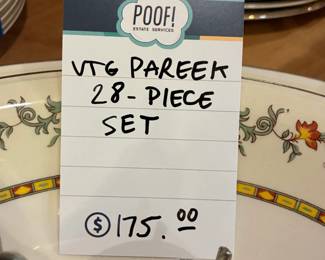 POOF!
ESTATE SERVICES
VTG PAREEK
28-PIECE
SET
$175.00